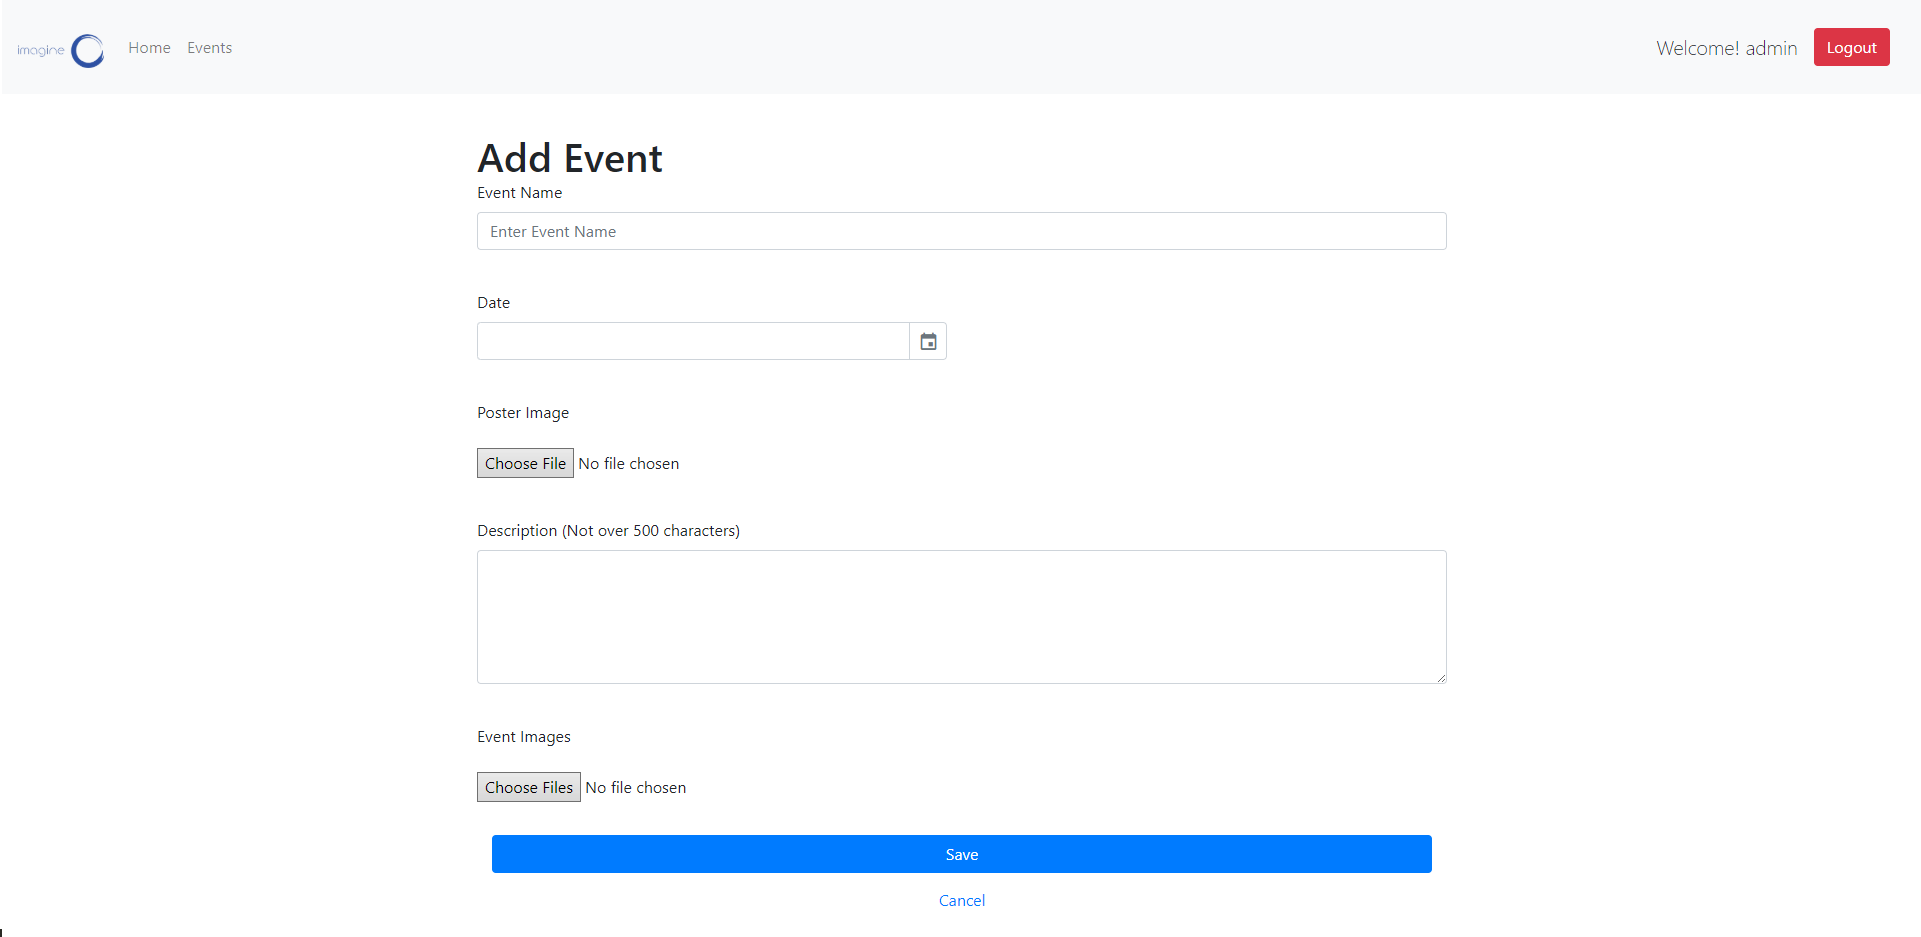 imagine Home Events Welcome! admin Logout
Add Event
Event Name
Enter Event Name
Date
Poster Image
Choose File No file chosen
Description (Not over 500 characters)
Event Images
Choose Files No file chosen
Save
Cancel